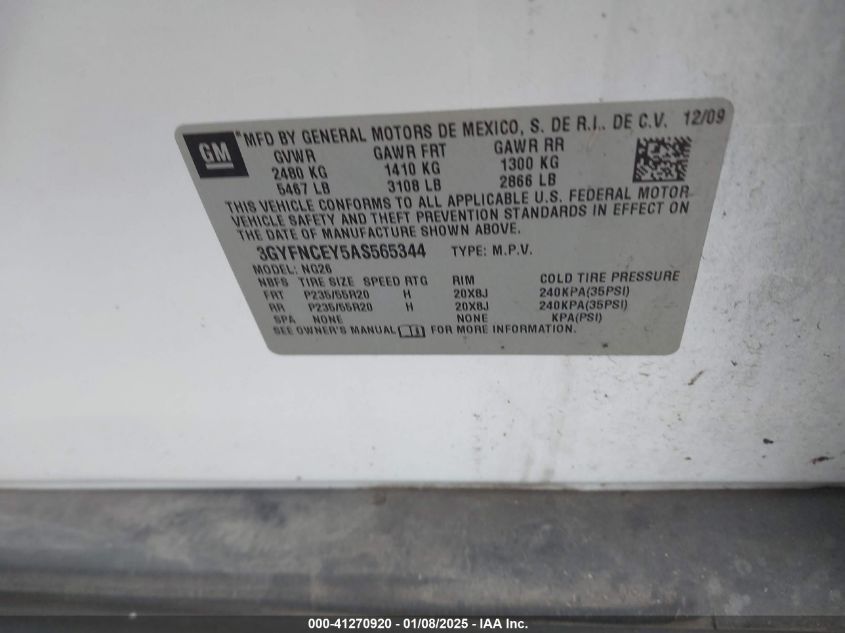 GM
*MFD BY GENERAL MOTORS DE MEXICO, S. DE R.L. DE C.V. 12/09
GVWR GAWR FRT GAWR RR
2480 KG 1410 KG 1300 KG
5467 LB 3108 LB 2866 LB
THIS VEHICLE CONFORMS TO ALL APPLICABLE U.S. FEDERAL MOTOR
VEHICLE SAFETY AND THEFT PREVENTION STANDARDS IN EFFECT ON
THE DATE OF MANUFACTURE SHOWN ABOVE.
3GYFNCEY5AS565344 TYPE: M.P.V.
MODEL: NG26
NBFS TIRE SIZE SPEED RTG RIM COLD TIRE PRESSURE
FRT P235/55R20 H 20X8J 240KPA(35PSI)
RR P235/55R20 H 20X8J 240KPA(35PSI)
SPA NONE NONE KPA(PSI)
SEE OWNER'S MANUAL FOR MORE INFORMATION.
000-41270920 - 01/08/2025 - IAA Inc.